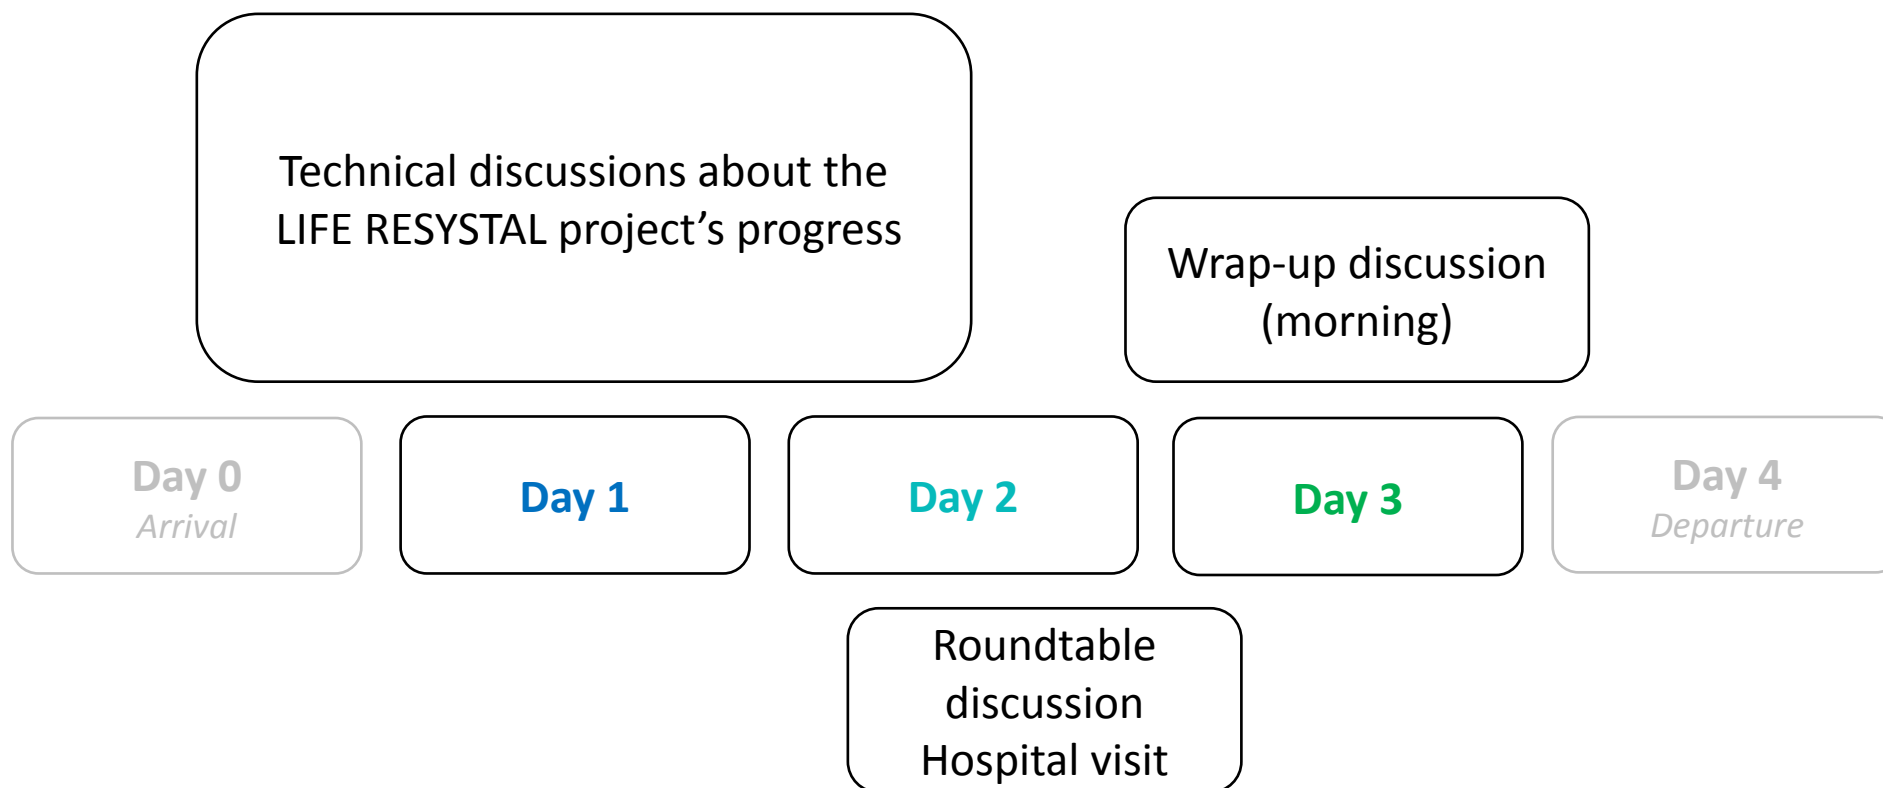 Technical discussions about the
LIFE RESYSTAL project’s progress
Wrap-up discussion
(morning)
Day 0
Arrival
Day 1
Day 2
Day 3
Day 4
Departure
Roundtable
discussion
Hospital visit